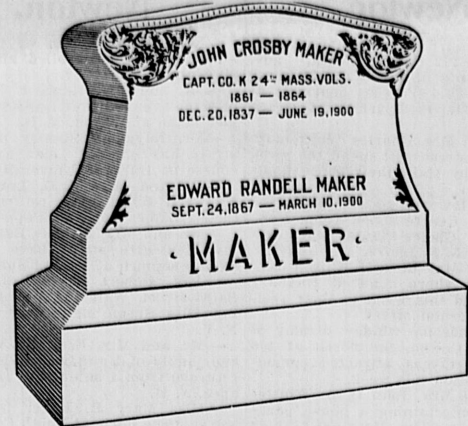 JOHN CROSBY MAKER
CAPT. CO. K 24TH MASS. VOLS.
1861 — 1864
DEC. 20, 1837 — JUNE 19, 1900
EDWARD RANDELL MAKER
SEPT. 24, 1867 — MARCH 10, 1900
· MAKER ·